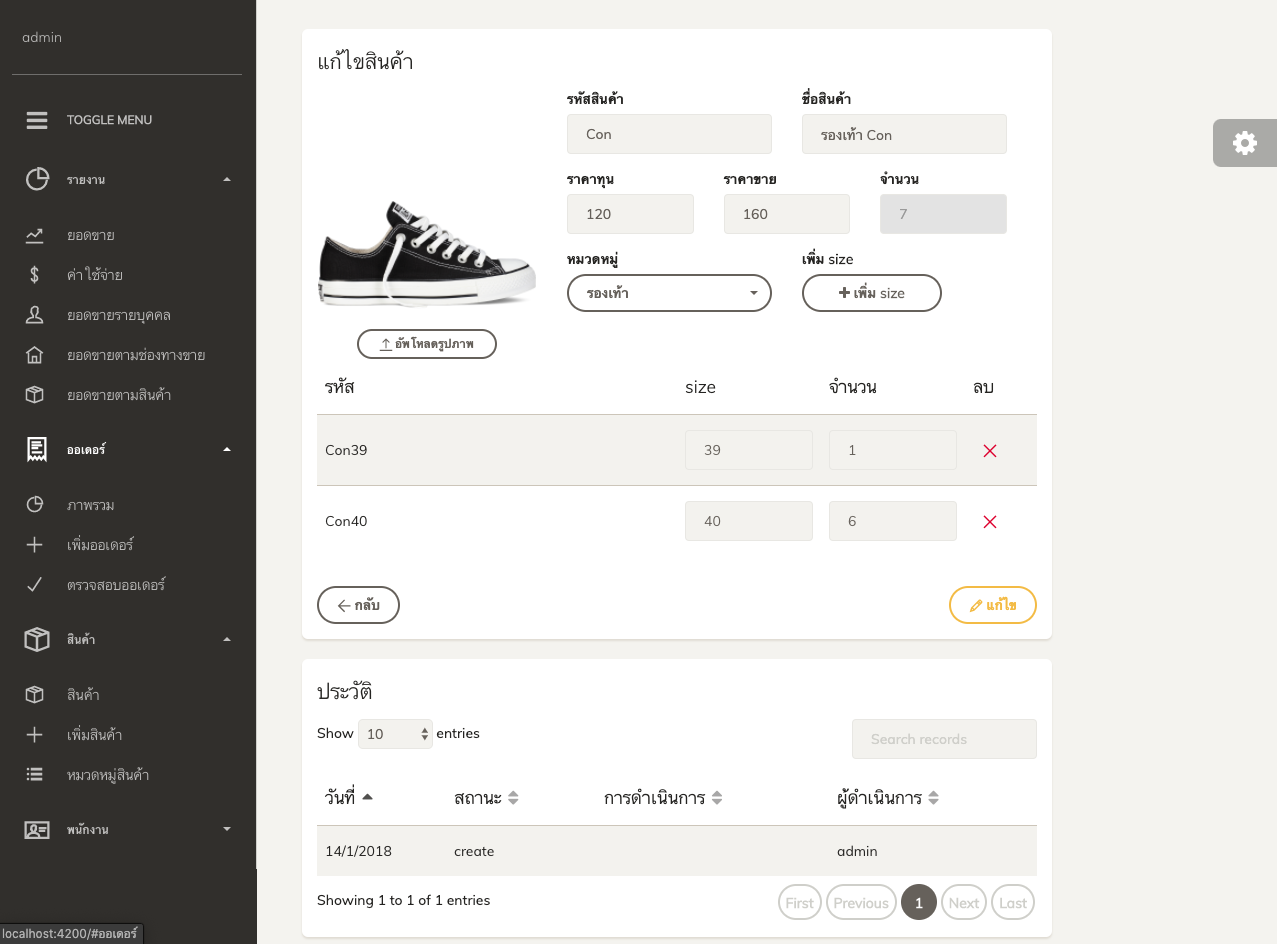 admin
TOGGLE MENU
รายงาน
ยอดขาย
ค่าใช้จ่าย
ยอดขายรายบุคคล
ยอดขายตามช่องทางขาย
ยอดขายตามสินค้า
ออเดอร์
ภาพรวม
เพิ่มออเดอร์
ตรวจสอบออเดอร์
สินค้า
สินค้า
เพิ่มสินค้า
หมวดหมู่สินค้า
พนักงาน
localhost:4200/#ออเดอร์
แก้ไขสินค้า
รหัสสินค้า ชื่อสินค้า
Con รองเท้า Con
ราคาทุน ราคาขาย จำนวน
120 160 7
หมวดหมู่ เพิ่ม size
รองเท้า เพิ่ม size
อัพโหลดรูปภาพ
รหัส size จำนวน ลบ
Con39 39 1
Con40 40 6
กลับ แก้ไข
ประวัติ
Show 10 entries Search records
วันที่ สถานะ การดำเนินการ ผู้ดำเนินการ
14/1/2018 create admin
Showing 1 to 1 of 1 entries First Previous 1 Next Last